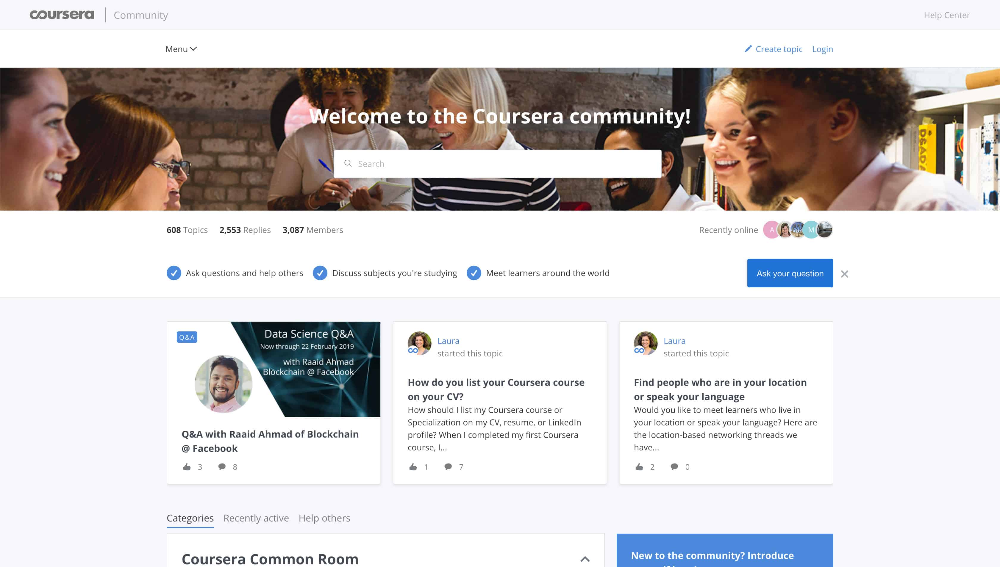 coursera | Community
Help Center
Menu
Create topic
Login
Welcome to the Coursera community!
Search
D&AD
608 Topics
2,553 Replies
3,087 Members
Recently online
A
M
Ask questions and help others
Discuss subjects you're studying
Meet learners around the world
Ask your question
Q&A
Data Science Q&A
Now through 22 February 2019
with Raaid Ahmad
Blockchain @ Facebook
Q&A with Raaid Ahmad of Blockchain
@ Facebook
3
8
Laura
started this topic
How do you list your Coursera course
on your CV?
How should I list my Coursera course or
Specialization on my CV, resume, or LinkedIn
profile? When I completed my first Coursera
course, I...
1
7
Laura
started this topic
Find people who are in your location
or speak your language
Would you like to meet learners who live in
your location or speak your language? Here are
the location-based networking threads we
have...
2
0
Categories
Recently active
Help others
Coursera Common Room
New to the community? Introduce